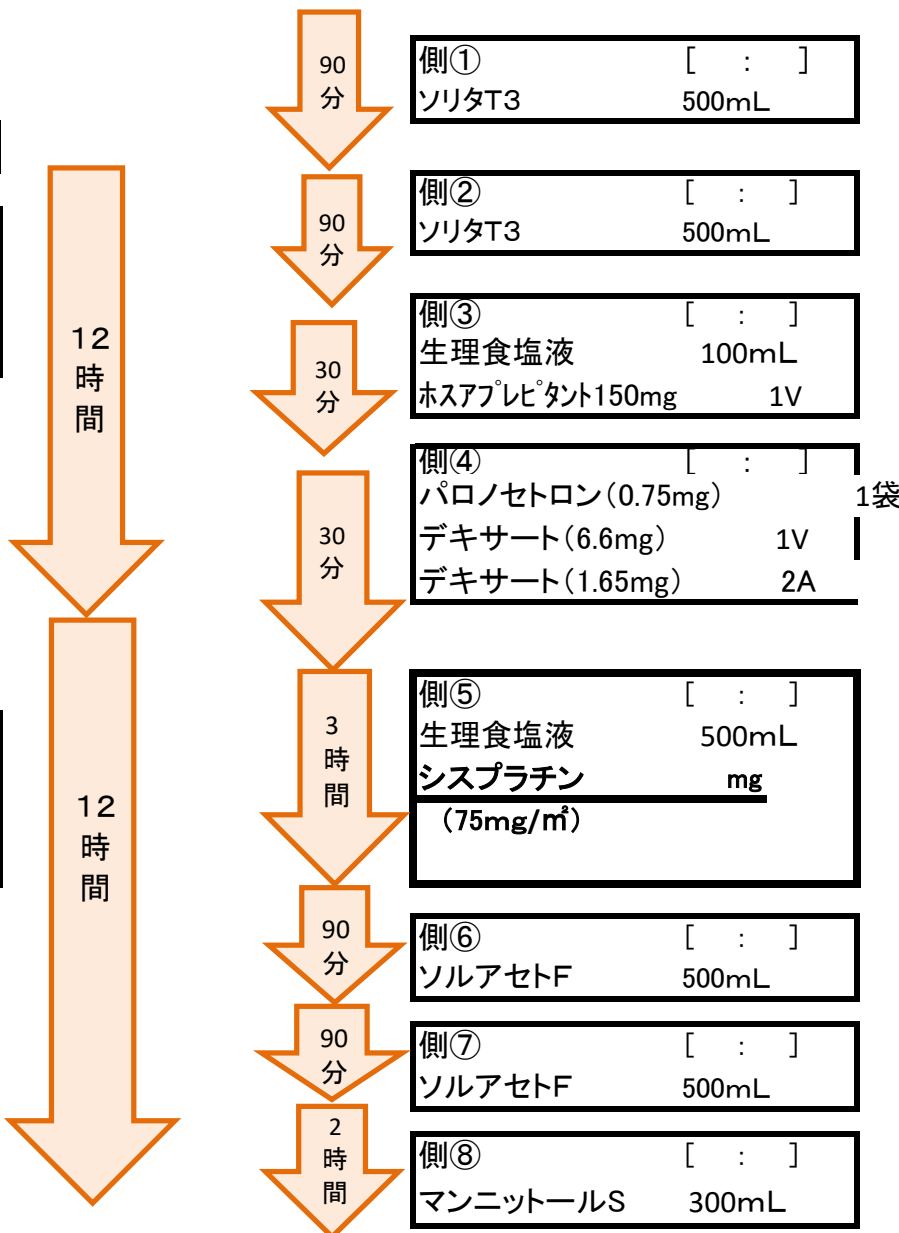 90
分
側① [ : ]
ソリタT3 500mL
90
分
側② [ : ]
ソリタT3 500mL
12
時
間
30
分
側③ [ : ]
生理食塩液 100mL
ホスアプレピタント150mg 1V
30
分
側④ [ : ]
パロノセトロン(0.75mg) 1袋
デキサート(6.6mg) 1V
デキサート(1.65mg) 2A
3
時
間
側⑤ [ : ]
生理食塩液 500mL
シスプラチン mg
(75mg/㎡)
12
時
間
90
分
側⑥ [ : ]
ソルアセトF 500mL
90
分
側⑦ [ : ]
ソルアセトF 500mL
2
時
間
側⑧ [ : ]
マンニットールS 300mL